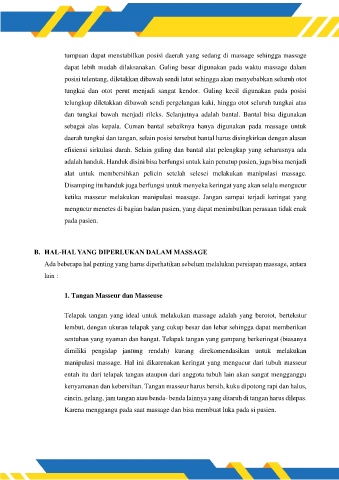 tumpuan dapat menstabilkan posisi daerah yang sedang di massage sehingga massage
dapat lebih mudah dilaksanakan. Guling besar digunakan pada waktu massage dalam
posisi telentang, diletakkan dibawah sendi lutut sehingga akan menyebabkan seluruh otot
tungkai dan otot perut menjadi sangat kendor. Guling kecil digunakan pada posisi
telungkup diletakkan dibawah sendi pergelangan kaki, hingga otot seluruh tungkai atas
dan tungkai bawah menjadi rileks. Selanjutnya adalah bantal. Bantal bisa digunakan
sebagai alas kepala. Cuman bantal sebaiknya hanya digunakan pada massage untuk
daerah tungkai dan tangan, selain posisi tersebut bantal harus disingkirkan dengan alasan
efisiensi sirkulasi darah. Selain guling dan bantal alat pelengkap yang seharusnya ada
adalah handuk. Handuk disini bisa berfungsi untuk kain penutup pasien, juga bisa menjadi
alat untuk membersihkan pelicin setelah selesei melakukan manipulasi massage.
Disamping itu handuk juga berfungsi untuk menyeka keringat yang akan selalu mengucur
ketika masseur melakukan manipulasi massage. Jangan sampai terjadi keringat yang
mengucur menetes di bagian badan pasien, yang dapat menimbulkan perasaan tidak enak
pada pasien.
B. HAL-HAL YANG DIPERLUKAN DALAM MASSAGE
Ada beberapa hal penting yang harus diperhatikan sebelum melalukan persiapan massage, antara
lain :
1. Tangan Masseur dan Masseuse
Telapak tangan yang ideal untuk melakukan massage adalah yang berotot, bertekstur
lembut, dengan ukuran telapak yang cukup besar dan lebar sehingga dapat memberikan
sentuhan yang nyaman dan hangat. Telapak tangan yang gampang berkeringat (biasanya
dimiliki pengidap jantung rendah) kurang direkomendasikan untuk melakukan
manipulasi massage. Hal ini dikarenakan keringat yang mengucur dari tubuh masseur
entah itu dari telapak tangan ataupun dari anggota tubuh lain akan sangat mengganggu
kenyamanan dan kebersihan. Tangan masseur harus bersih, kuku dipotong rapi dan halus,
cincin, gelang, jam tangan atau benda- benda lainnya yang ditaruh di tangan harus dilepas.
Karena menggangu pada saat massage dan bisa membuat luka pada si pasien.